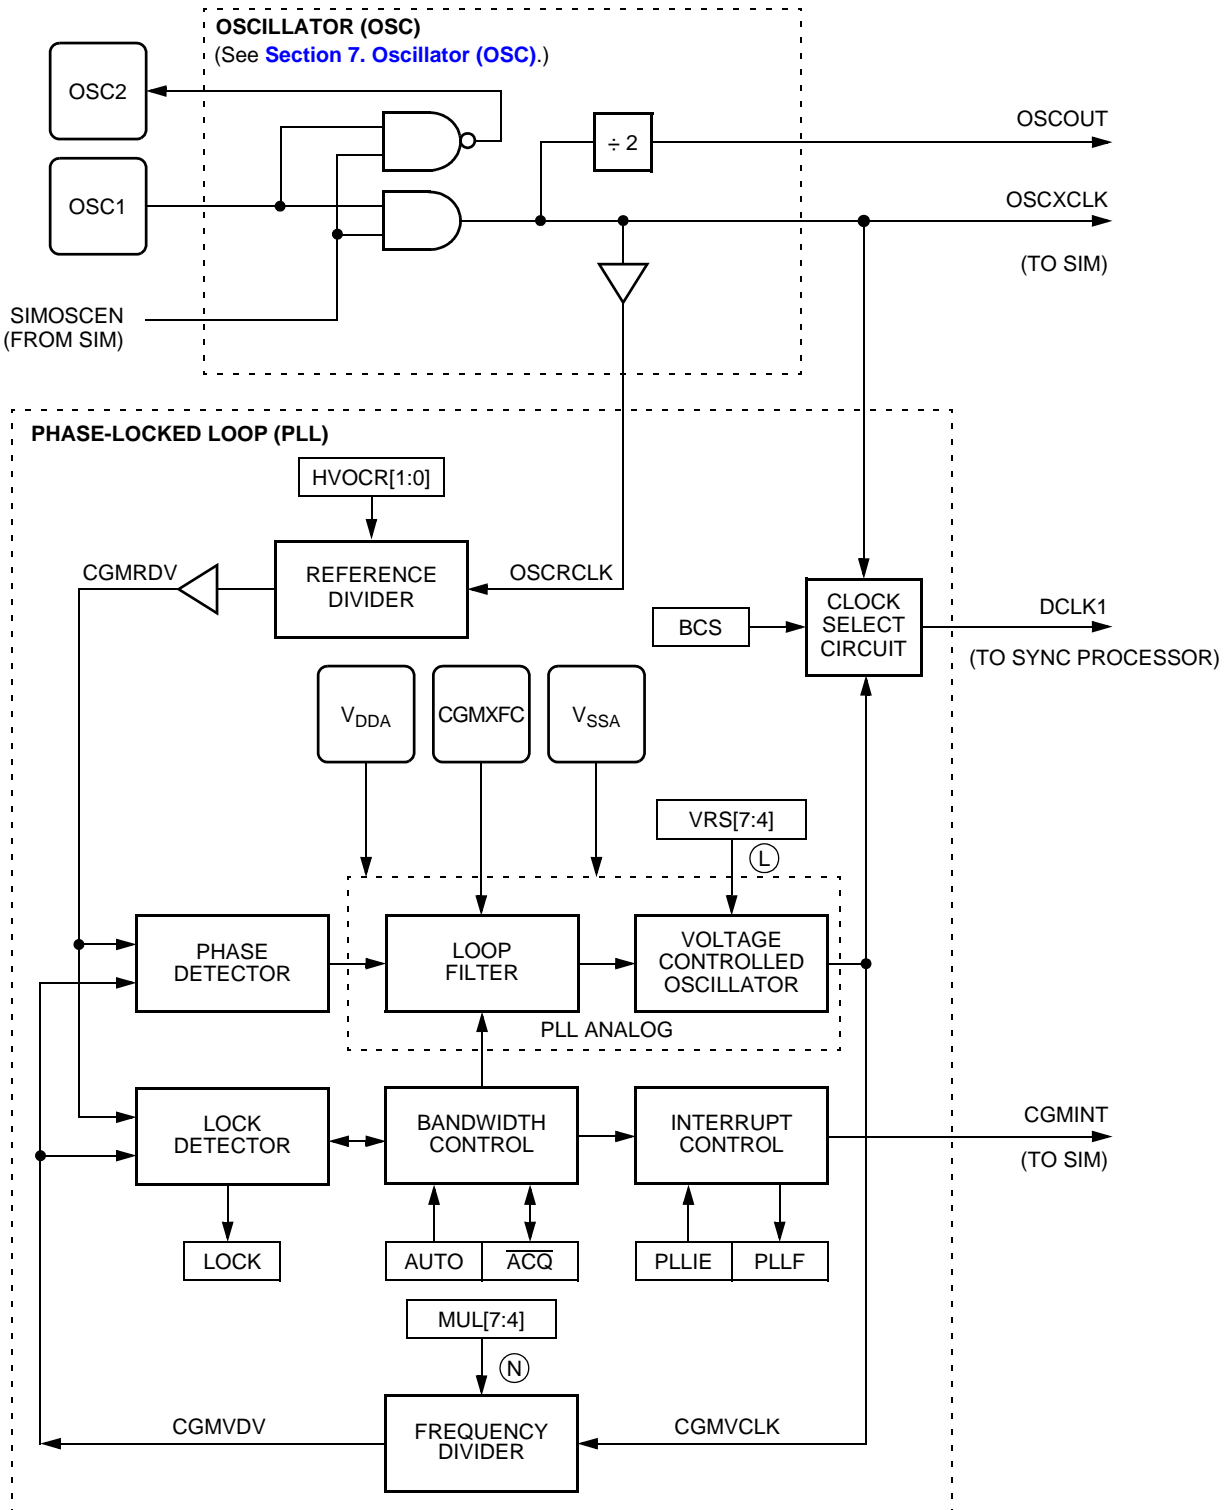 OSCILLATOR (OSC)
(See Section 7. Oscillator (OSC).)
OSC2
OSC1
÷ 2
OSCOUT
OSCXCLK
(TO SIM)
SIMOSCEN
(FROM SIM)
PHASE-LOCKED LOOP (PLL)
HVOCR[1:0]
CGMRDV
REFERENCE
DIVIDER
OSCRCLK
BCS
CLOCK
SELECT
CIRCUIT
DCLK1
(TO SYNC PROCESSOR)
VDDA
CGMXFC
VSSA
VRS[7:4]
L
PHASE
DETECTOR
LOOP
FILTER
VOLTAGE
CONTROLLED
OSCILLATOR
PLL ANALOG
LOCK
DETECTOR
BANDWIDTH
CONTROL
INTERRUPT
CONTROL
CGMINT
(TO SIM)
LOCK
AUTO
A̅C̅Q̅
PLLIE
PLLF
MUL[7:4]
N
CGMVDV
FREQUENCY
DIVIDER
CGMVCLK